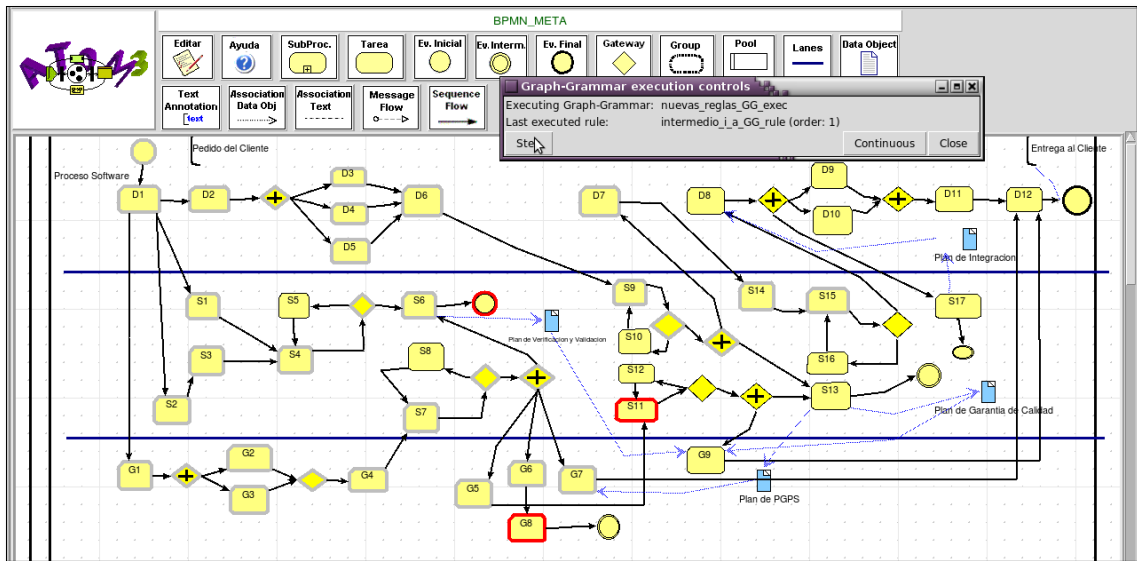 BPMN_META
ATOM3
Editar
Ayuda
SubProc.
Tarea
Ev. Inicial
Ev. Interm.
Ev. Final
Gateway
Group
Pool
Lanes
Data Object
Text
Annotation
[text
Association
Data Obj
Association
Text
Message
Flow
Sequence
Flow
Graph-Grammar execution controls
Executing Graph-Grammar: nuevas_reglas_GG_exec
Last executed rule: intermedio_i_a_GG_rule (order: 1)
Step
Continuous
Close
Pedido del Cliente
Entrega al Cliente
Proceso Software
D1
D2
D3
D4
D5
D6
D7
D8
D9
D10
D11
D12
Plan de Integracion
S1
S2
S3
S4
S5
S6
Plan de Verificacion y Validacion
S7
S8
S9
S10
S11
S12
S13
S14
S15
S16
S17
Plan de Garantia de Calidad
G1
G2
G3
G4
G5
G6
G7
G8
G9
Plan de PGPS